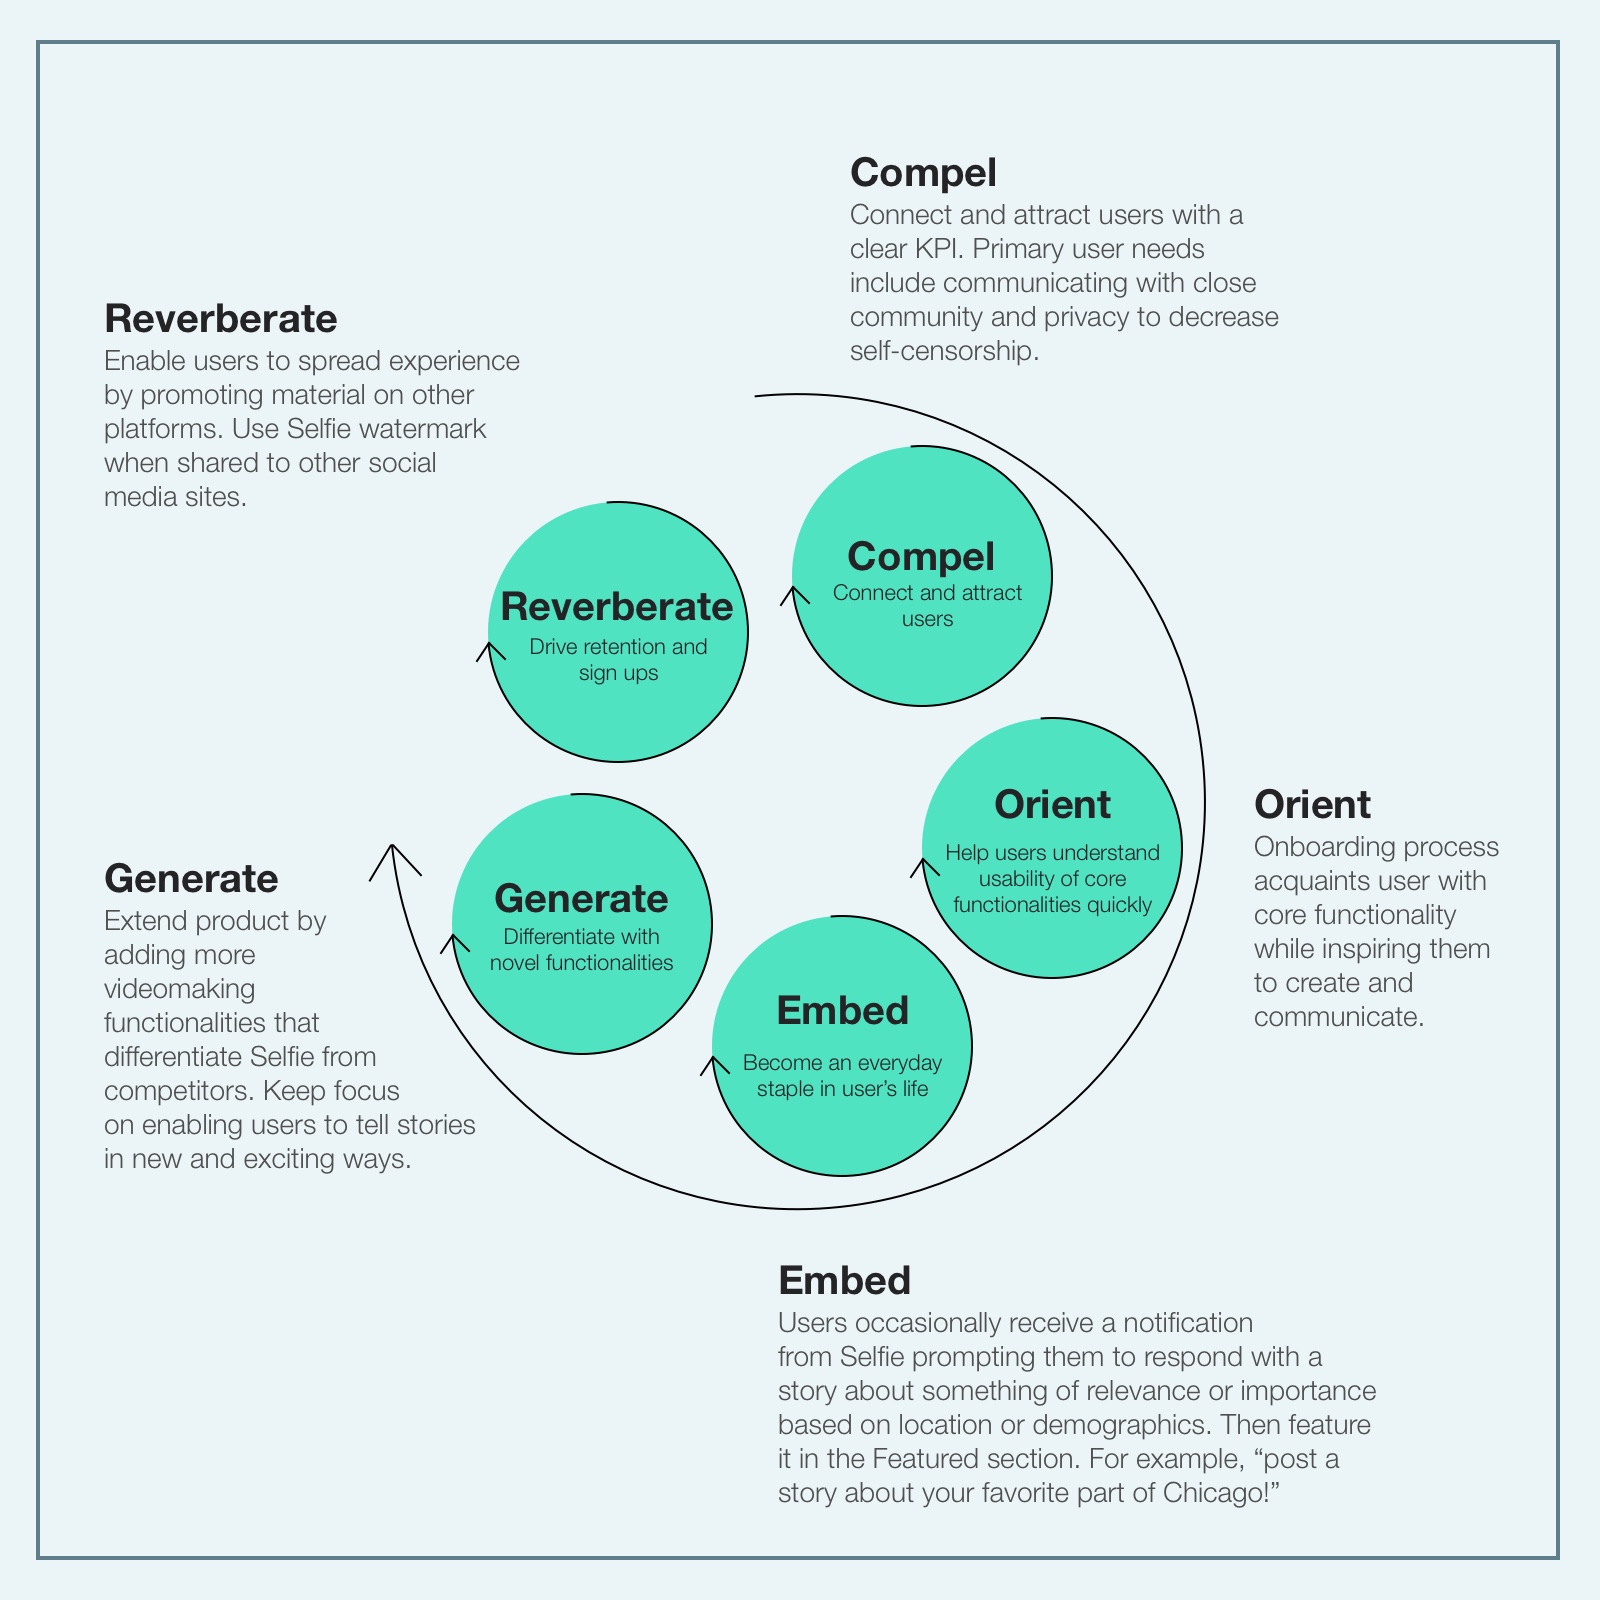 Compel
Connect and attract users with a
clear KPI. Primary user needs
include communicating with close
community and privacy to decrease
self-censorship.
Reverberate
Enable users to spread experience
by promoting material on other
platforms. Use Selfie watermark
when shared to other social
media sites.
Compel
Connect and attract
users
Reverberate
Drive retention and
sign ups
Orient
Help users understand
usability of core
functionalities quickly
Orient
Onboarding process
acquaints user with
core functionality
while inspiring them
to create and
communicate.
Generate
Extend product by
adding more
videomaking
functionalities that
differentiate Selfie from
competitors. Keep focus
on enabling users to tell stories
in new and exciting ways.
Generate
Differentiate with
novel functionalities
Embed
Become an everyday
staple in user’s life
Embed
Users occasionally receive a notification
from Selfie prompting them to respond with a
story about something of relevance or importance
based on location or demographics. Then feature
it in the Featured section. For example, “post a
story about your favorite part of Chicago!”